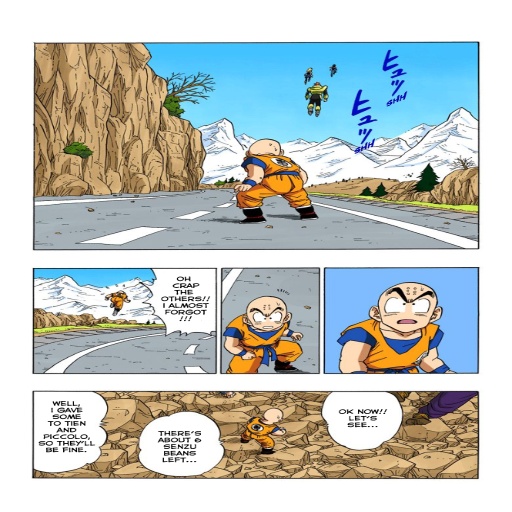 ヒュッ
SHH
ヒュッ
SHH
OH
CRAP
THE
OTHERS!!
I ALMOST
FORGOT
!!!
WELL,
I GAVE
SOME
TO TIEN
AND
PICCOLO,
SO THEY'LL
BE FINE.
THERE'S
ABOUT 6
SENZU
BEANS
LEFT...
OK NOW!!
LET'S
SEE...